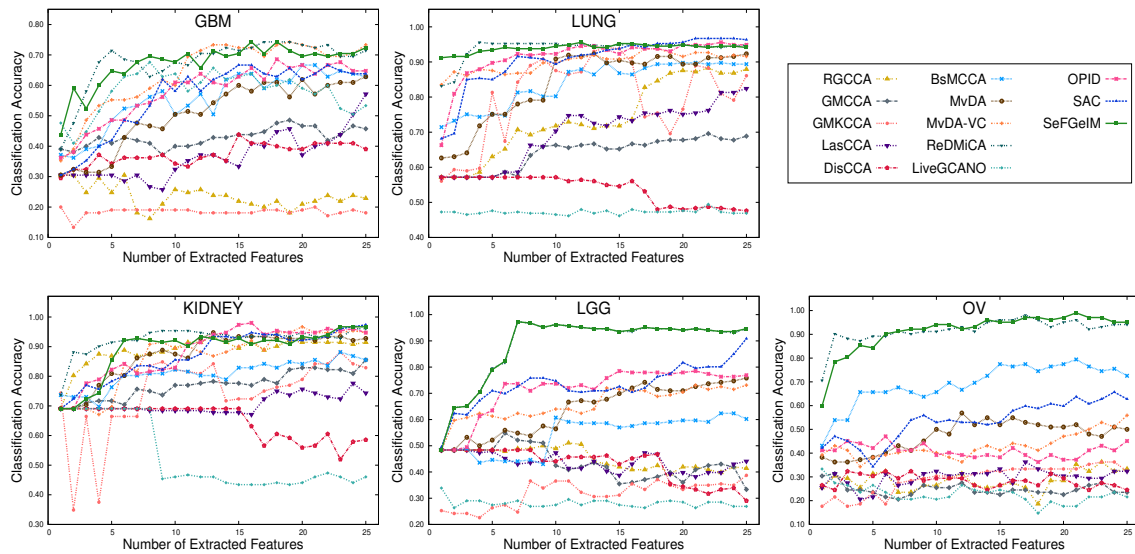 GBM
Classification Accuracy
0.80
0.70
0.60
0.50
0.40
0.30
0.20
0.10
0 5 10 15 20 25
Number of Extracted Features
LUNG
Classification Accuracy
1.00
0.90
0.80
0.70
0.60
0.50
0.40
0 5 10 15 20 25
Number of Extracted Features
RGCCA BsMCCA OPID
GMCCA MvDA SAC
GMKCCA MvDA-VC SeFGeIM
LasCCA ReDMiCA
DisCCA LiveGCANO
KIDNEY
Classification Accuracy
1.00
0.90
0.80
0.70
0.60
0.50
0.40
0.30
0 5 10 15 20 25
Number of Extracted Features
LGG
Classification Accuracy
1.00
0.90
0.80
0.70
0.60
0.50
0.40
0.30
0.20
0 5 10 15 20 25
Number of Extracted Features
OV
Classification Accuracy
1.00
0.90
0.80
0.70
0.60
0.50
0.40
0.30
0.20
0.10
0 5 10 15 20 25
Number of Extracted Features